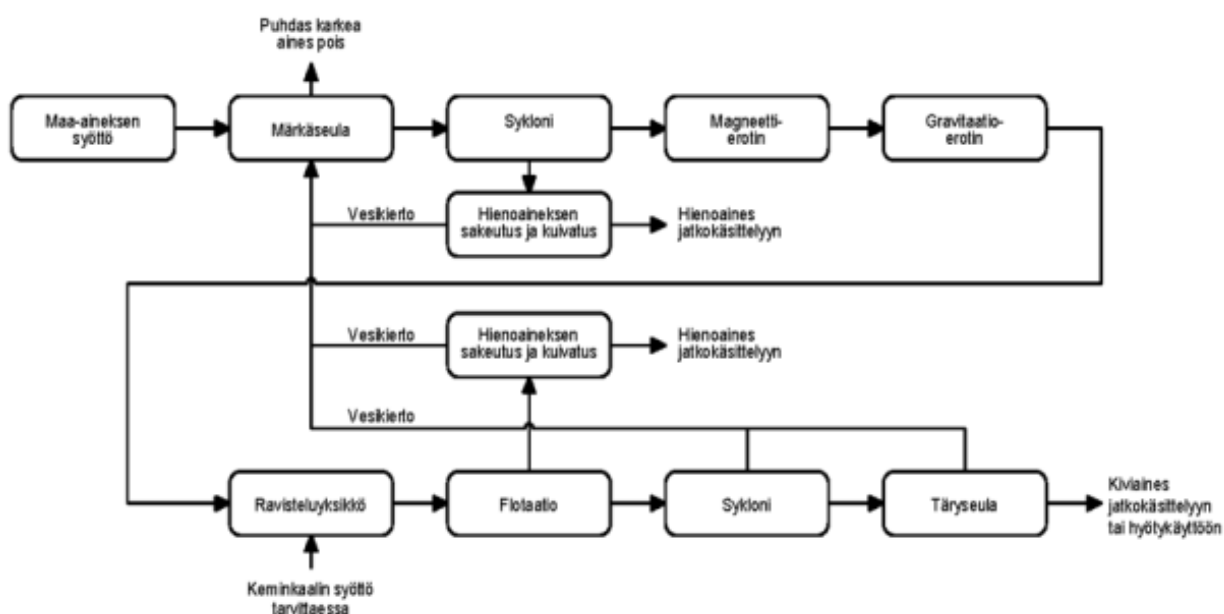 Puhdas karkea
aines pois
Maa-aineksen
syöttö
Märkäseula
Sykloni
Magneetti-
erotin
Gravitaatio-
erotin
Vesikierto
Hienoaineksen
sakeutus ja kuivatus
Hienoaines
jatkokäsittelyyn
Vesikierto
Hienoaineksen
sakeutus ja kuivatus
Hienoaines
jatkokäsittelyyn
Vesikierto
Ravisteluyksikkö
Flotaatio
Sykloni
Täryseula
Kiviaines
jatkokäsittelyyn
tai hyötykäyttöön
Keminkaalin syöttö
tarvittaessa